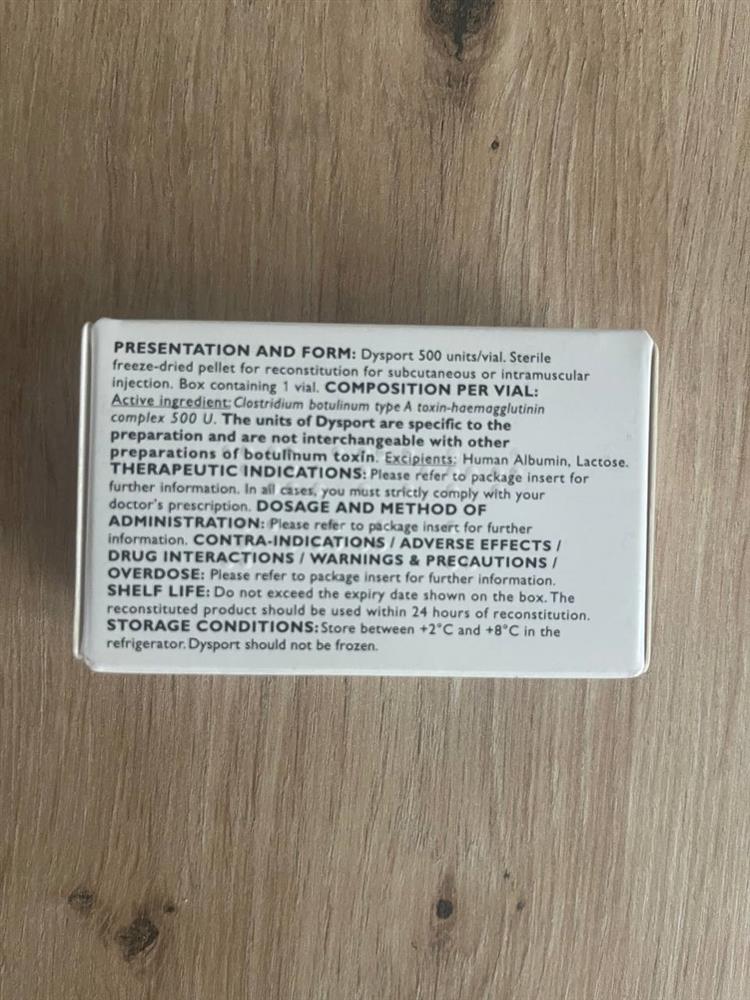 PRESENTATION AND FORM: Dysport 500 units/vial. Sterile
freeze-dried pellet for reconstitution for subcutaneous or intramuscular
injection. Box containing 1 vial. COMPOSITION PER VIAL:
Active ingredient: Clostridium botulinum type A toxin-haemagglutinin
complex 500 U. The units of Dysport are specific to the
preparation and are not interchangeable with other
preparations of botulinum toxin. Excipients: Human Albumin, Lactose.
THERAPEUTIC INDICATIONS: Please refer to package insert for
further information. In all cases, you must strictly comply with your
doctor's prescription. DOSAGE AND METHOD OF
ADMINISTRATION: Please refer to package insert for further
information. CONTRA-INDICATIONS / ADVERSE EFFECTS /
DRUG INTERACTIONS / WARNINGS & PRECAUTIONS /
OVERDOSE: Please refer to package insert for further information.
SHELF LIFE: Do not exceed the expiry date shown on the box. The
reconstituted product should be used within 24 hours of reconstitution.
STORAGE CONDITIONS: Store between +2°C and +8°C in the
refrigerator. Dysport should not be frozen.